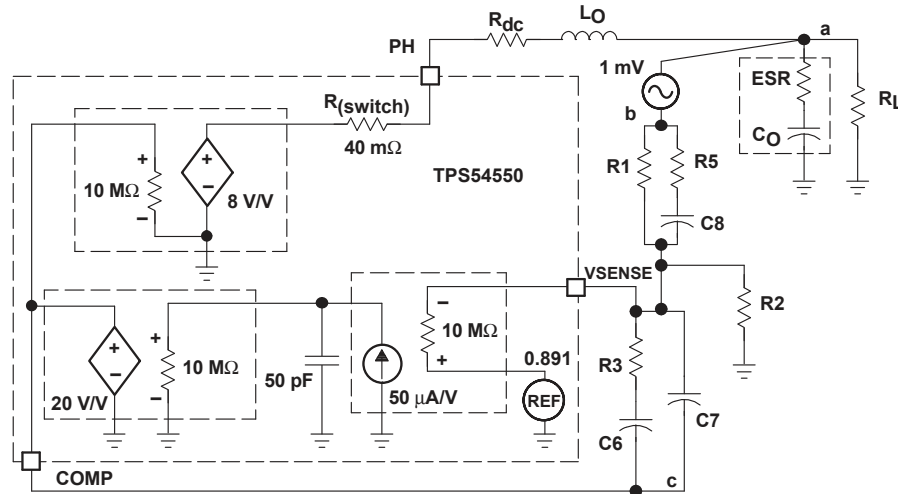 L_O
R_dc
a
PH
1 mV
ESR
R_L
R_(switch)
b
C_O
40 mΩ
R1
R5
TPS54550
10 MΩ
8 V/V
C8
VSENSE
R2
10 MΩ
10 MΩ
50 pF
0.891
R3
20 V/V
50 μA/V
REF
C6
C7
COMP
c